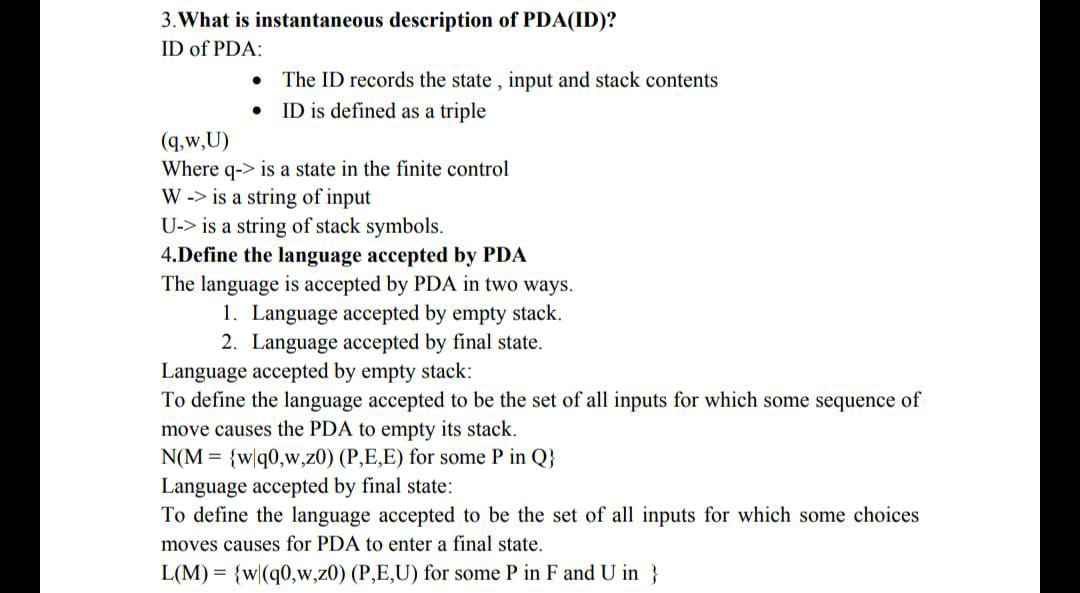 3.What is instantaneous description of PDA(ID)?
ID of PDA:
• The ID records the state , input and stack contents
• ID is defined as a triple
(q,w,U)
Where q-> is a state in the finite control
W -> is a string of input
U-> is a string of stack symbols.
4.Define the language accepted by PDA
The language is accepted by PDA in two ways.
1. Language accepted by empty stack.
2. Language accepted by final state.
Language accepted by empty stack:
To define the language accepted to be the set of all inputs for which some sequence of
move causes the PDA to empty its stack.
N(M = {w|q0,w,z0) (P,E,E) for some P in Q}
Language accepted by final state:
To define the language accepted to be the set of all inputs for which some choices
moves causes for PDA to enter a final state.
L(M) = {w|(q0,w,z0) (P,E,U) for some P in F and U in }